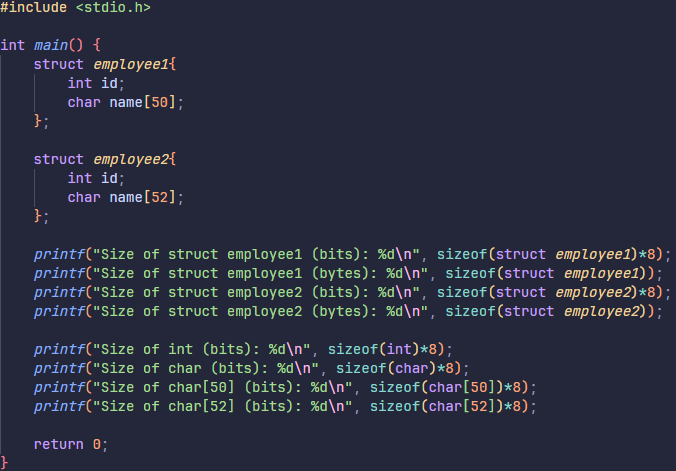 #include <stdio.h>
int main() {
struct employee1{
int id;
char name[50];
};
struct employee2{
int id;
char name[52];
};
printf("Size of struct employee1 (bits): %d\n", sizeof(struct employee1)*8);
printf("Size of struct employee1 (bytes): %d\n", sizeof(struct employee1));
printf("Size of struct employee2 (bits): %d\n", sizeof(struct employee2)*8);
printf("Size of struct employee2 (bytes): %d\n", sizeof(struct employee2));
printf("Size of int (bits): %d\n", sizeof(int)*8);
printf("Size of char (bits): %d\n", sizeof(char)*8);
printf("Size of char[50] (bits): %d\n", sizeof(char[50])*8);
printf("Size of char[52] (bits): %d\n", sizeof(char[52])*8);
return 0;
}